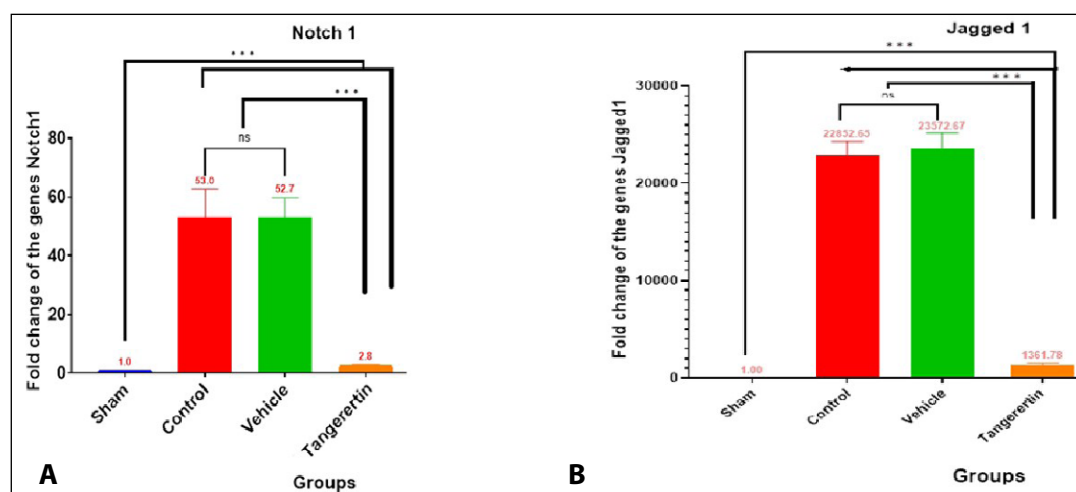 Notch 1
***
***
ns
Fold change of the genes Notch1
80
60
40
20
0
1.0
53.0
52.7
2.8
Sham
Control
Vehicle
Tangerertin
Groups
A
Jagged 1
***
***
ns
Fold change of the genes Jagged1
30000
20000
10000
0
1.00
22832.65
23572.67
1361.78
Sham
Control
Vehicle
Tangerertin
Groups
B